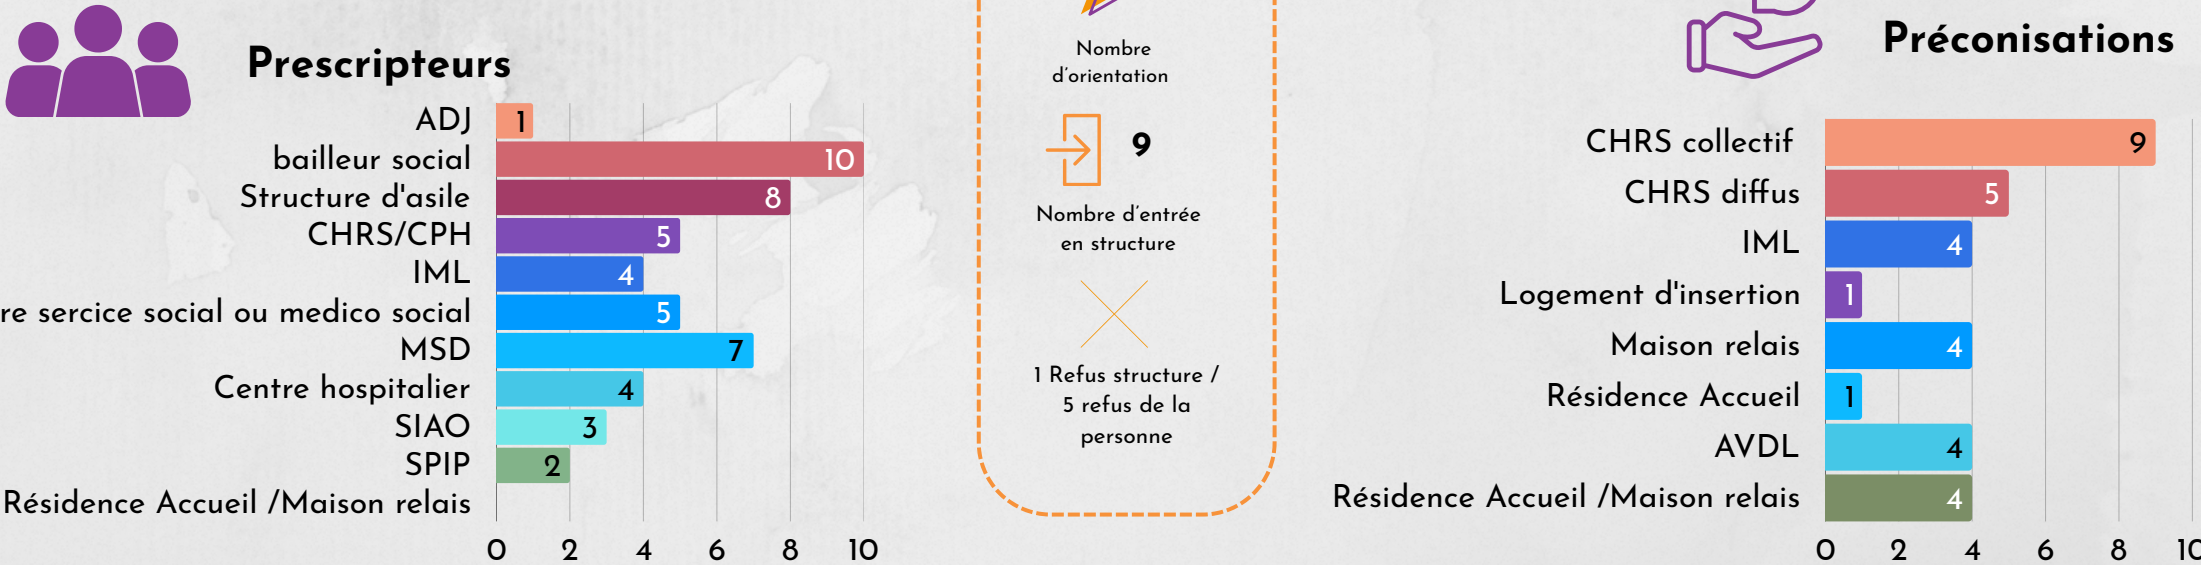 Prescripteurs
ADJ 1
bailleur social 10
Structure d'asile 8
CHRS/CPH 5
IML 4
re sercice social ou medico social 5
MSD 7
Centre hospitalier 4
SIAO 3
SPIP 2
Résidence Accueil /Maison relais
0 2 4 6 8 10
Nombre
d'orientation
9
Nombre d'entrée
en structure
1 Refus structure /
5 refus de la
personne
Préconisations
CHRS collectif 9
CHRS diffus 5
IML 4
Logement d'insertion 1
Maison relais 4
Résidence Accueil 1
AVDL 4
Résidence Accueil /Maison relais 4
0 2 4 6 8 10